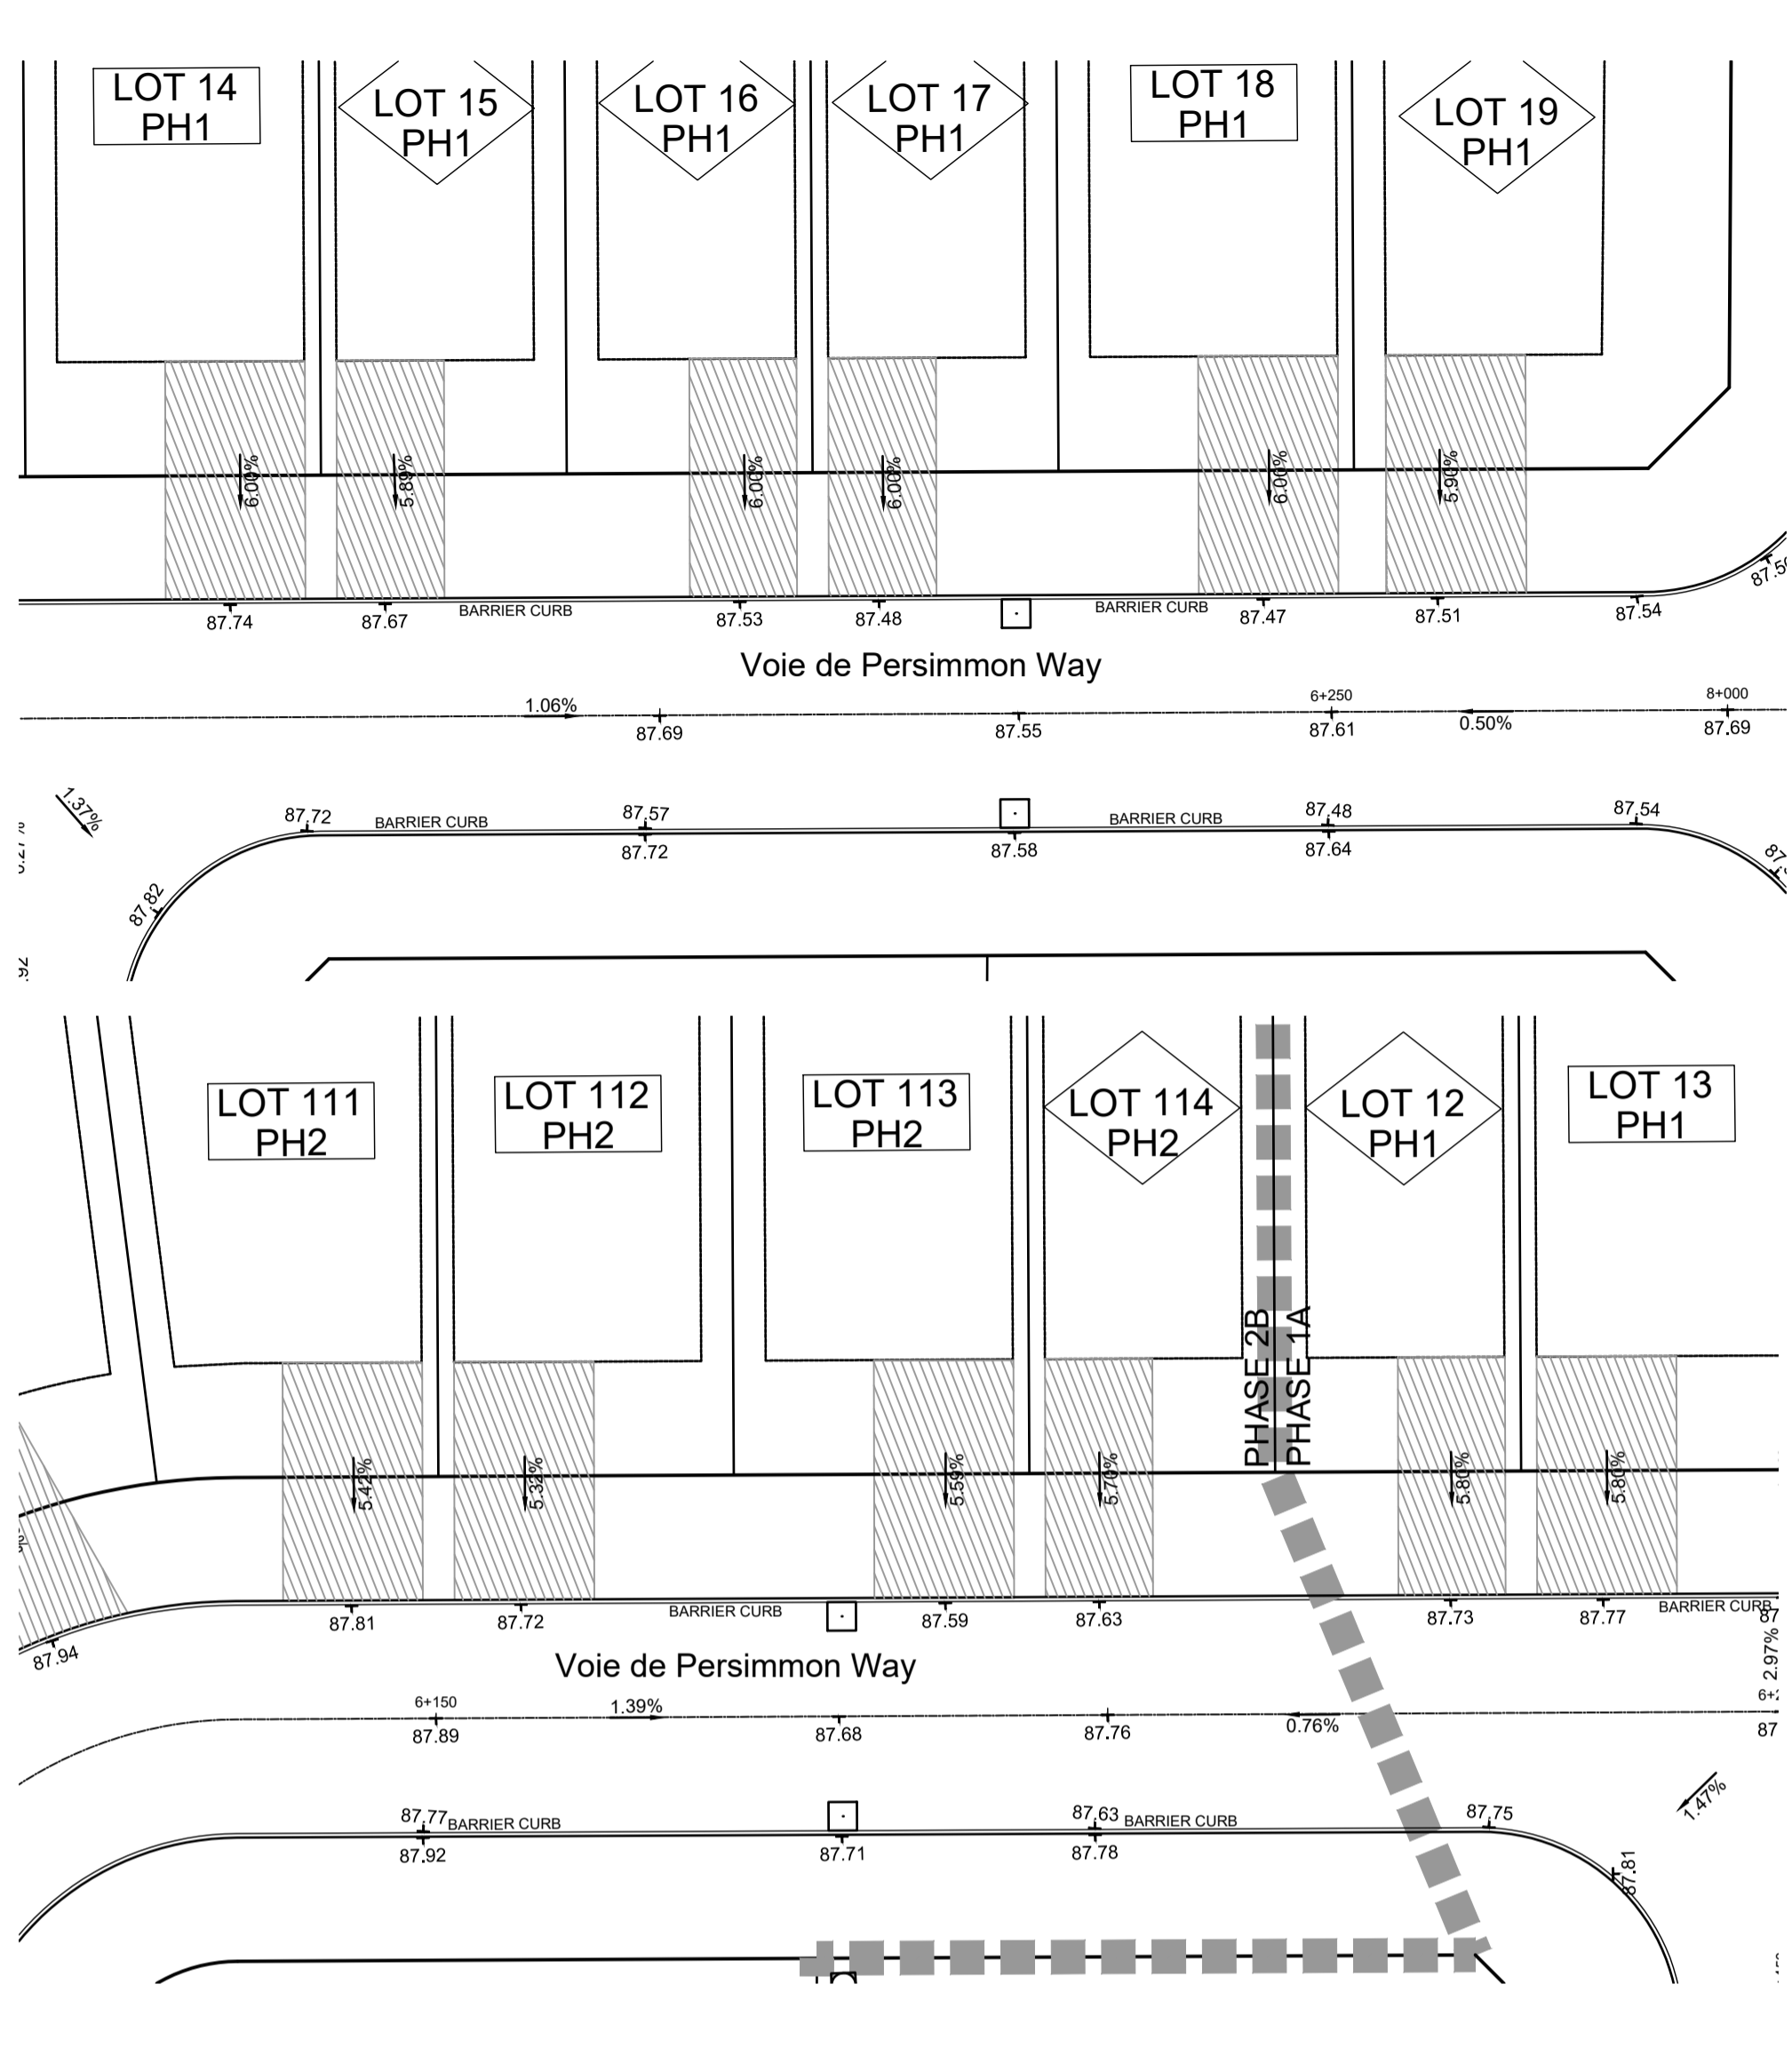 LOT 14
PH1
LOT 15
PH1
LOT 16
PH1
LOT 17
PH1
LOT 18
PH1
LOT 19
PH1
6.00%
5.89%
6.00%
6.00%
6.00%
5.90%
87.74
87.67
BARRIER CURB
87.53
87.48
BARRIER CURB
87.47
87.51
87.54
Voie de Persimmon Way
1.06%
87.69
87.55
6+250
87.61
0.50%
8+000
87.69
1.37%
87.82
87.72
BARRIER CURB
87.57
87.72
87.58
BARRIER CURB
87.48
87.64
87.54
.92
LOT 111
PH2
LOT 112
PH2
LOT 113
PH2
LOT 114
PH2
LOT 12
PH1
LOT 13
PH1
PHASE 2B
PHASE 1A
5.42%
5.32%
5.59%
5.70%
5.80%
5.80%
87.94
87.81
87.72
BARRIER CURB
87.59
87.63
87.73
87.77
BARRIER CURB
87
2.97%
Voie de Persimmon Way
6+150
87.89
1.39%
87.68
87.76
0.76%
87
1.47%
87.77
BARRIER CURB
87.92
87.71
87.63
BARRIER CURB
87.78
87.75
87.81